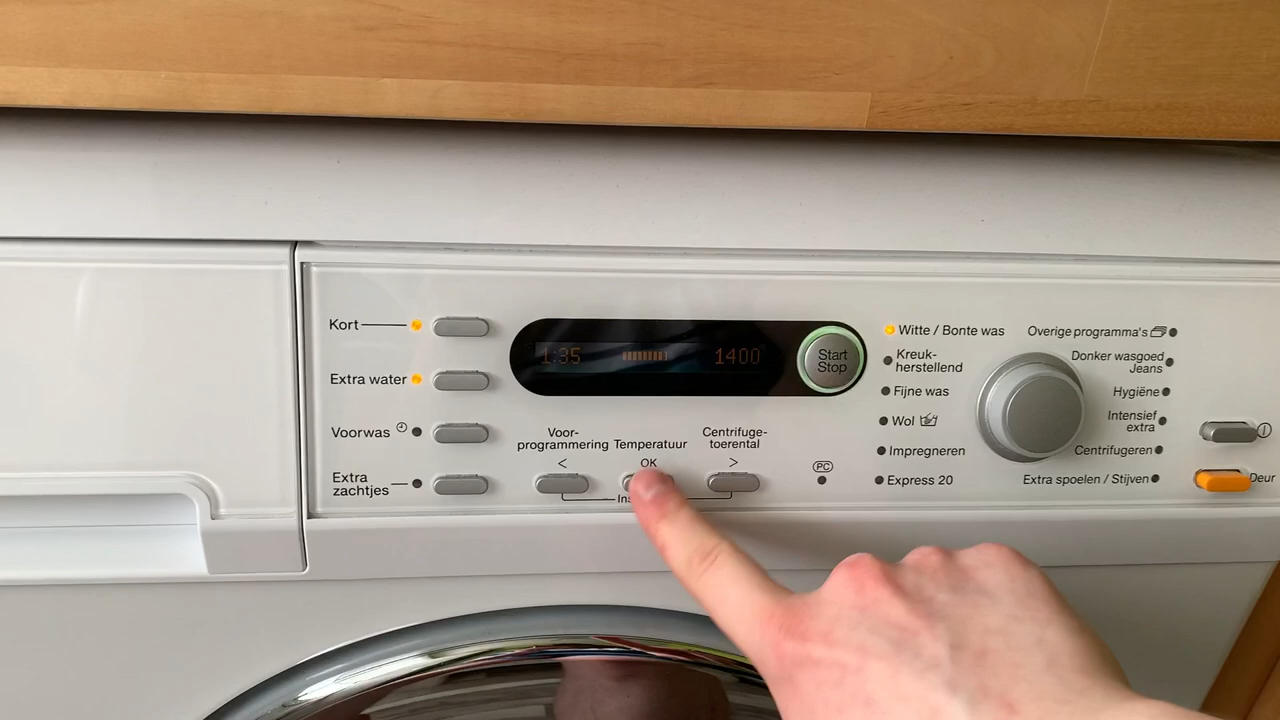 Kort
Extra water
Voorwas
Extra
zachtjes
1:35
1400
Start
Stop
Voor-
programmering
Temperatuur
Centrifuge-
toerental
<
OK
>
PC
Witte / Bonte was
Kreuk-
herstellend
Fijne was
Wol
Impregneren
Express 20
Overige programma's
Donker wasgoed
Jeans
Hygiëne
Intensief
extra
Centrifugeren
Extra spoelen / Stijven
Deur